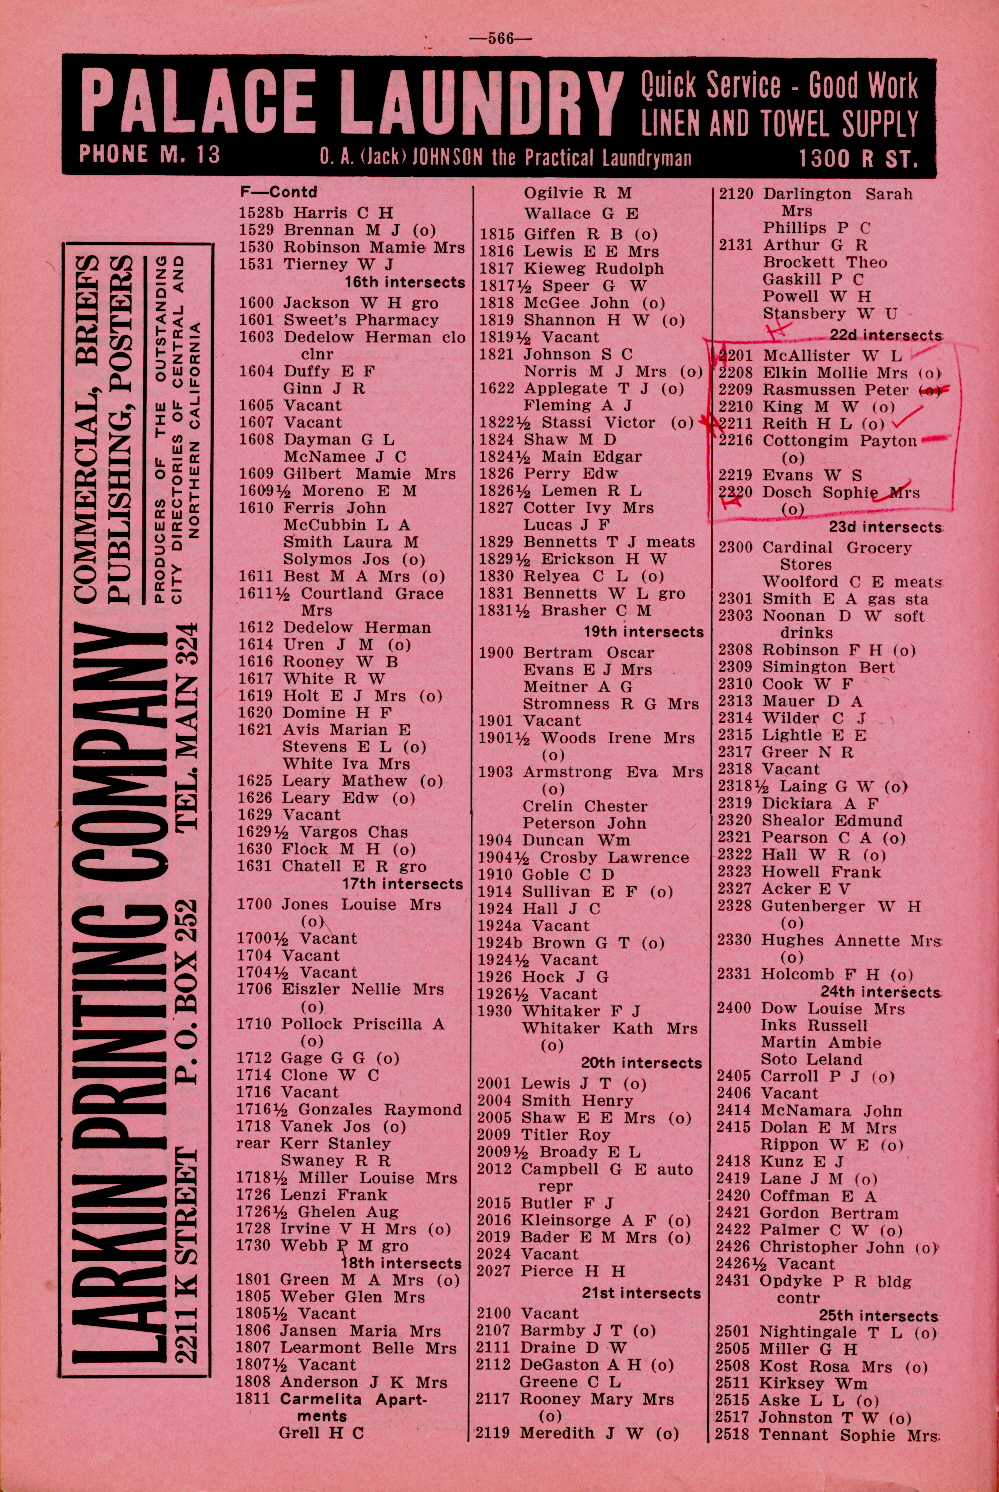 —566—
PALACE LAUNDRY
Quick Service - Good Work
LINEN AND TOWEL SUPPLY
PHONE M. 13
O. A. (Jack) JOHNSON the Practical Laundryman
1300 R ST.
LARKIN PRINTING COMPANY
2211 K STREET P. O. BOX 252 TEL. MAIN 324
COMMERCIAL, BRIEFS
PUBLISHING, POSTERS
PRODUCERS OF THE OUTSTANDING
CITY DIRECTORIES OF CENTRAL AND
NORTHERN CALIFORNIA
F—Contd
1528b Harris C H
1529 Brennan M J (o)
1530 Robinson Mamie Mrs
1531 Tierney W J
16th intersects
1600 Jackson W H gro
1601 Sweet's Pharmacy
1603 Dedelow Herman clo
clnr
1604 Duffy E F
Ginn J R
1605 Vacant
1607 Vacant
1608 Dayman G L
McNamee J C
1609 Gilbert Mamie Mrs
1609½ Moreno E M
1610 Ferris John
McCubbin L A
Smith Laura M
Solymos Jos (o)
1611 Best M A Mrs (o)
1611½ Courtland Grace
Mrs
1612 Dedelow Herman
1614 Uren J M (o)
1616 Rooney W B
1617 White R W
1619 Holt E J Mrs (o)
1620 Domine H F
1621 Avis Marian E
Stevens E L (o)
White Iva Mrs
1625 Leary Mathew (o)
1626 Leary Edw (o)
1629 Vacant
1629½ Vargos Chas
1630 Flock M H (o)
1631 Chatell E R gro
17th intersects
1700 Jones Louise Mrs
(o)
1700½ Vacant
1704 Vacant
1704½ Vacant
1706 Eiszler Nellie Mrs
(o)
1710 Pollock Priscilla A
(o)
1712 Gage G G (o)
1714 Clone W C
1716 Vacant
1716½ Gonzales Raymond
1718 Vanek Jos (o)
rear Kerr Stanley
Swaney R R
1718½ Miller Louise Mrs
1726 Lenzi Frank
1726½ Ghelen Aug
1728 Irvine V H Mrs (o)
1730 Webb P M gro
18th intersects
1801 Green M A Mrs (o)
1805 Weber Glen Mrs
1805½ Vacant
1806 Jansen Maria Mrs
1807 Learmont Belle Mrs
1807½ Vacant
1808 Anderson J K Mrs
1811 Carmelita Apart-
ments
Grell H C
Ogilvie R M
Wallace G E
1815 Giffen R B (o)
1816 Lewis E E Mrs
1817 Kieweg Rudolph
1817½ Speer G W
1818 McGee John (o)
1819 Shannon H W (o)
1819½ Vacant
1821 Johnson S C
Norris M J Mrs (o)
1622 Applegate T J (o)
Fleming A J
1822½ Stassi Victor (o)
1824 Shaw M D
1824½ Main Edgar
1826 Perry Edw
1826½ Lemen R L
1827 Cotter Ivy Mrs
Lucas J F
1829 Bennetts T J meats
1829½ Erickson H W
1830 Relyea C L (o)
1831 Bennetts W L gro
1831½ Brasher C M
19th intersects
1900 Bertram Oscar
Evans E J Mrs
Meitner A G
Stromness R G Mrs
1901 Vacant
1901½ Woods Irene Mrs
(o)
1903 Armstrong Eva Mrs
(o)
Crelin Chester
Peterson John
1904 Duncan Wm
1904½ Crosby Lawrence
1910 Goble C D
1914 Sullivan E F (o)
1924 Hall J C
1924a Vacant
1924b Brown G T (o)
1924½ Vacant
1926 Hock J G
1926½ Vacant
1930 Whitaker F J
Whitaker Kath Mrs
(o)
20th intersects
2001 Lewis J T (o)
2004 Smith Henry
2005 Shaw E E Mrs (o)
2009 Titler Roy
2009½ Broady E L
2012 Campbell G E auto
repr
2015 Butler F J
2016 Kleinsorge A F (o)
2019 Bader E M Mrs (o)
2024 Vacant
2027 Pierce H H
21st intersects
2100 Vacant
2107 Barmby J T (o)
2111 Draine D W
2112 DeGaston A H (o)
Greene C L
2117 Rooney Mary Mrs
(o)
2119 Meredith J W (o)
2120 Darlington Sarah
Mrs
Phillips P C
2131 Arthur G R
Brockett Theo
Gaskill P C
Powell W H
Stansbery W U
22d intersects
2201 McAllister W L
2208 Elkin Mollie Mrs (o)
2209 Rasmussen Peter (o)
2210 King M W (o)
2211 Reith H L (o)
2216 Cottongim Payton
(o)
2219 Evans W S
2220 Dosch Sophie Mrs
(o)
23d intersects
2300 Cardinal Grocery
Stores
Woolford C E meats
2301 Smith E A gas sta
2303 Noonan D W soft
drinks
2308 Robinson F H (o)
2309 Simington Bert
2310 Cook W F
2313 Mauer D A
2314 Wilder C J
2315 Lightle E E
2317 Greer N R
2318 Vacant
2318½ Laing G W (o)
2319 Dickiara A F
2320 Shealor Edmund
2321 Pearson C A (o)
2322 Hall W R (o)
2323 Howell Frank
2327 Acker E V
2328 Gutenberger W H
(o)
2330 Hughes Annette Mrs
(o)
2331 Holcomb F H (o)
24th intersects
2400 Dow Louise Mrs
Inks Russell
Martin Ambie
Soto Leland
2405 Carroll P J (o)
2406 Vacant
2414 McNamara John
2415 Dolan E M Mrs
Rippon W E (o)
2418 Kunz E J
2419 Lane J M (o)
2420 Coffman E A
2421 Gordon Bertram
2422 Palmer C W (o)
2426 Christopher John (o)
2426½ Vacant
2431 Opdyke P R bldg
contr
25th intersects
2501 Nightingale T L (o)
2505 Miller G H
2508 Kost Rosa Mrs (o)
2511 Kirksey Wm
2515 Aske L L (o)
2517 Johnston T W (o)
2518 Tennant Sophie Mrs